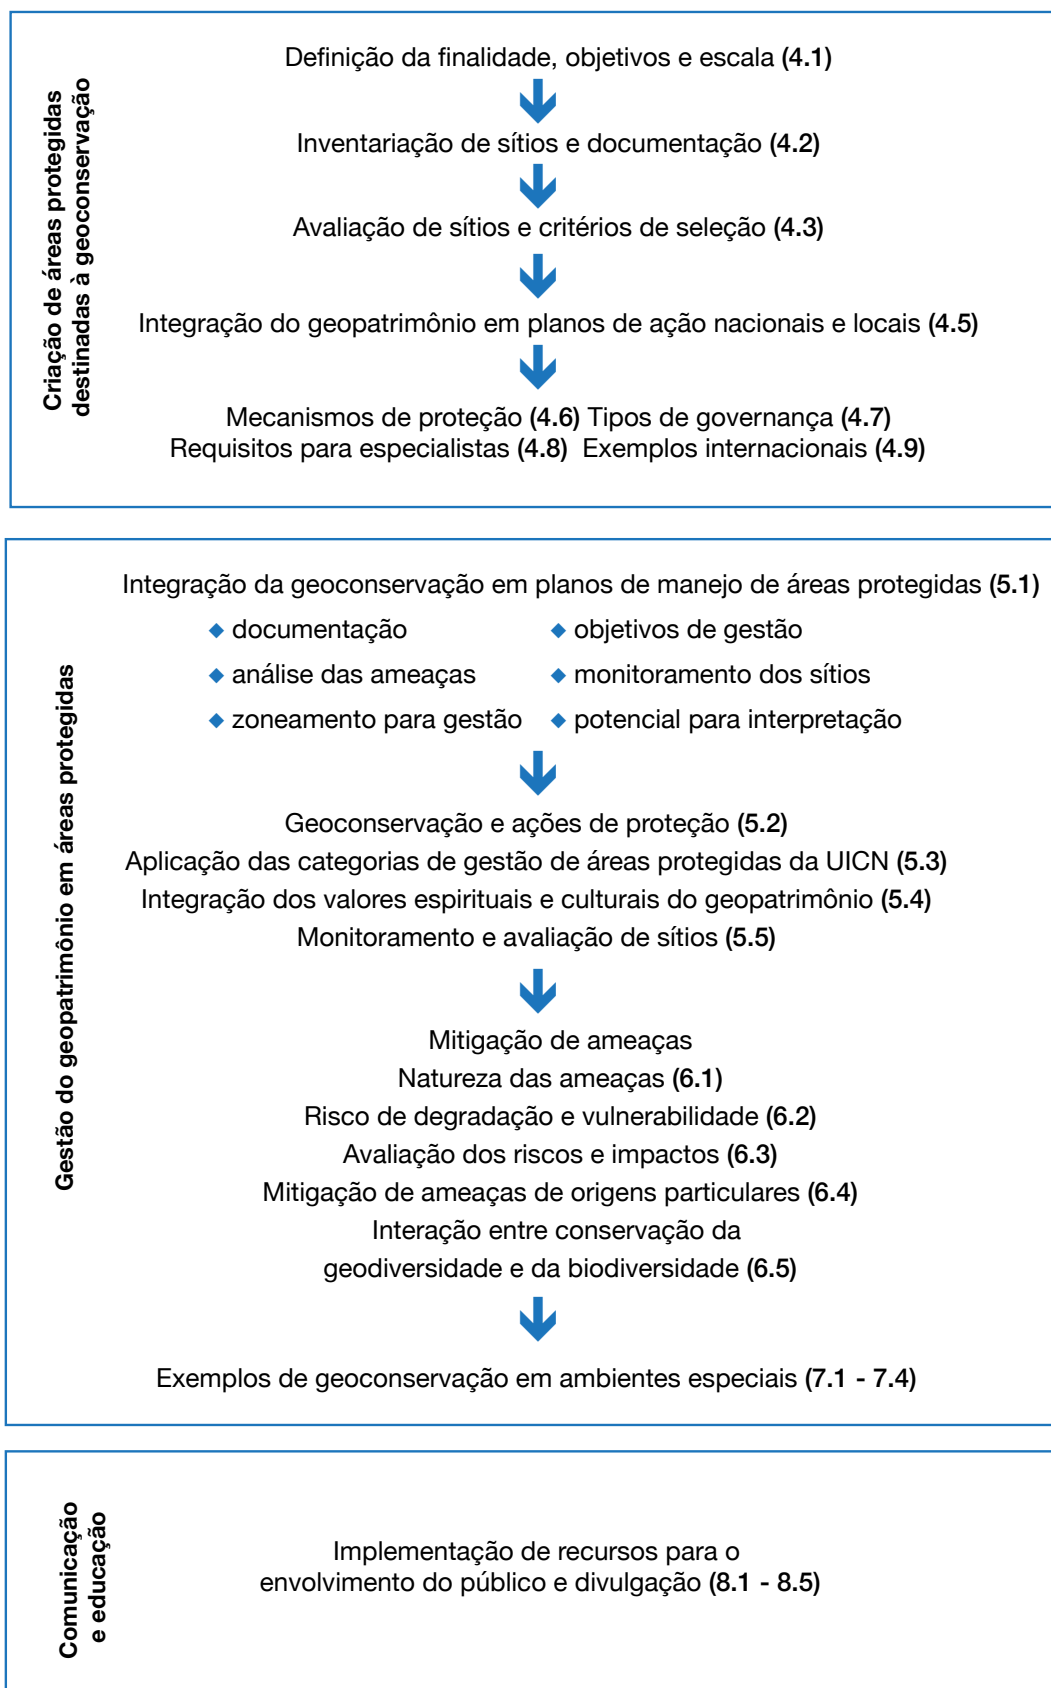 Criação de áreas protegidas
destinadas à geoconservação
Definição da finalidade, objetivos e escala (4.1)
Inventariação de sítios e documentação (4.2)
Avaliação de sítios e critérios de seleção (4.3)
Integração do geopatrimônio em planos de ação nacionais e locais (4.5)
Mecanismos de proteção (4.6) Tipos de governança (4.7)
Requisitos para especialistas (4.8) Exemplos internacionais (4.9)
Gestão do geopatrimônio em áreas protegidas
Integração da geoconservação em planos de manejo de áreas protegidas (5.1)
◆ documentação ◆ objetivos de gestão
◆ análise das ameaças ◆ monitoramento dos sítios
◆ zoneamento para gestão ◆ potencial para interpretação
Geoconservação e ações de proteção (5.2)
Aplicação das categorias de gestão de áreas protegidas da UICN (5.3)
Integração dos valores espirituais e culturais do geopatrimônio (5.4)
Monitoramento e avaliação de sítios (5.5)
Mitigação de ameaças
Natureza das ameaças (6.1)
Risco de degradação e vulnerabilidade (6.2)
Avaliação dos riscos e impactos (6.3)
Mitigação de ameaças de origens particulares (6.4)
Interação entre conservação da
geodiversidade e da biodiversidade (6.5)
Exemplos de geoconservação em ambientes especiais (7.1 - 7.4)
Comunicação
e educação
Implementação de recursos para o
envolvimento do público e divulgação (8.1 - 8.5)